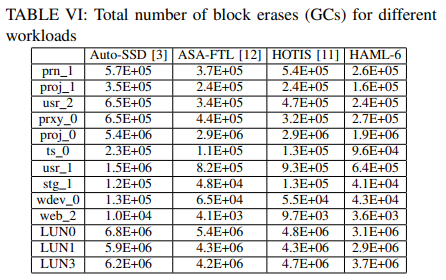 TABLE VI: Total number of block erases (GCs) for different
workloads
Auto-SSD [3] ASA-FTL [12] HOTIS [11] HAML-6
prn_1 5.7E+05 3.7E+05 5.4E+05 2.6E+05
proj_1 3.5E+05 2.4E+05 2.4E+05 1.6E+05
usr_2 6.5E+05 3.4E+05 4.7E+05 2.4E+05
prxy_0 6.5E+05 4.4E+05 3.2E+05 2.7E+05
proj_0 5.4E+06 2.9E+06 2.9E+06 1.9E+06
ts_0 2.3E+05 1.1E+05 1.3E+05 9.6E+04
usr_1 1.5E+06 8.2E+05 9.3E+05 6.4E+05
stg_1 1.2E+05 4.8E+04 1.3E+05 4.1E+04
wdev_0 1.3E+05 6.5E+04 5.5E+04 4.3E+04
web_2 1.0E+04 4.1E+03 9.7E+03 3.6E+03
LUN0 6.8E+06 5.4E+06 4.8E+06 3.1E+06
LUN1 5.9E+06 4.3E+06 4.3E+06 2.9E+06
LUN3 6.2E+06 4.2E+06 4.7E+06 3.7E+06